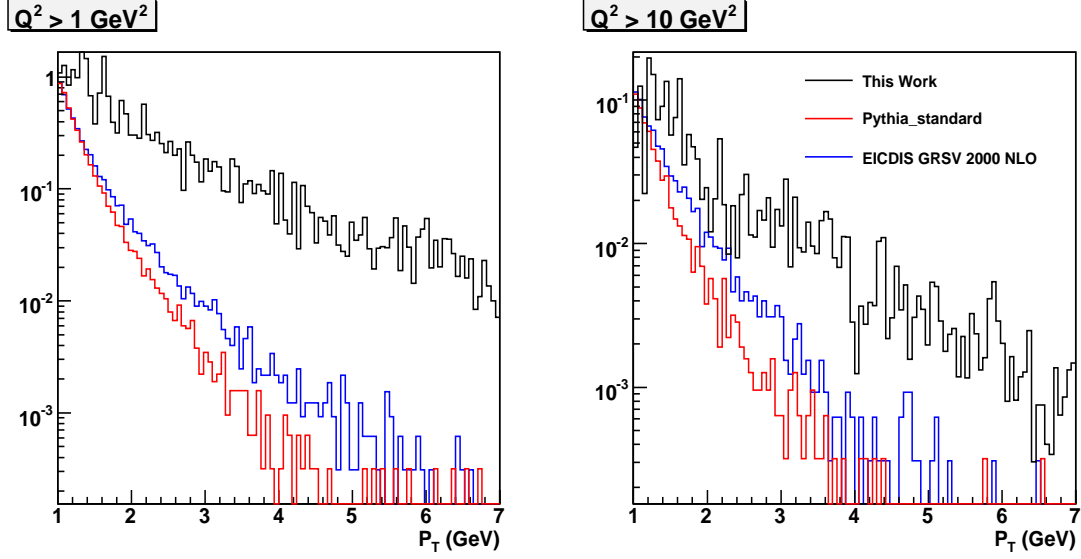 Q² > 1 GeV²
1
10⁻¹
10⁻²
10⁻³
1 2 3 4 5 6 7
P_T (GeV)
Q² > 10 GeV²
10⁻¹
10⁻²
10⁻³
This Work
Pythia_standard
EICDIS GRSV 2000 NLO
1 2 3 4 5 6 7
P_T (GeV)